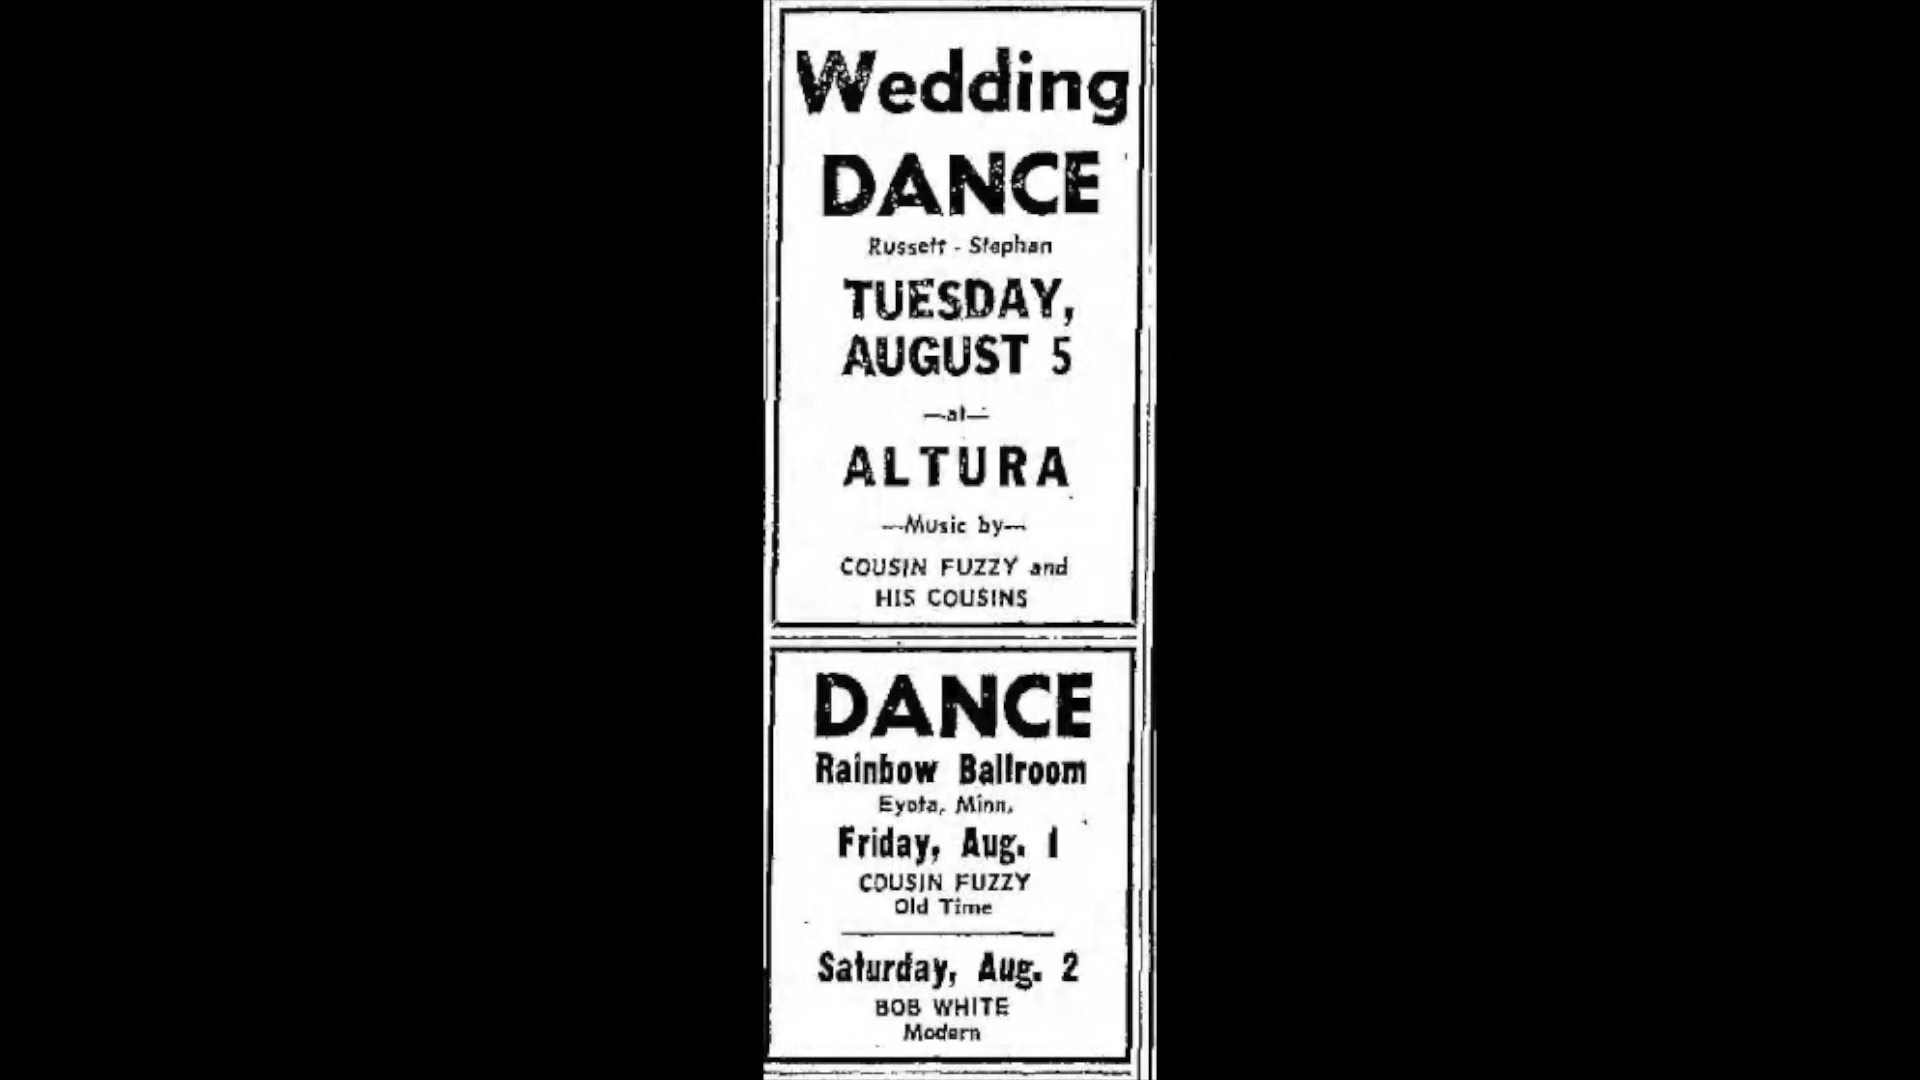 Wedding
DANCE
Russett - Stephan
TUESDAY,
AUGUST 5
—at—
ALTURA
—Music by—
COUSIN FUZZY and
HIS COUSINS
DANCE
Rainbow Ballroom
Eyota, Minn.
Friday, Aug. 1
COUSIN FUZZY
Old Time
Saturday, Aug. 2
BOB WHITE
Modern